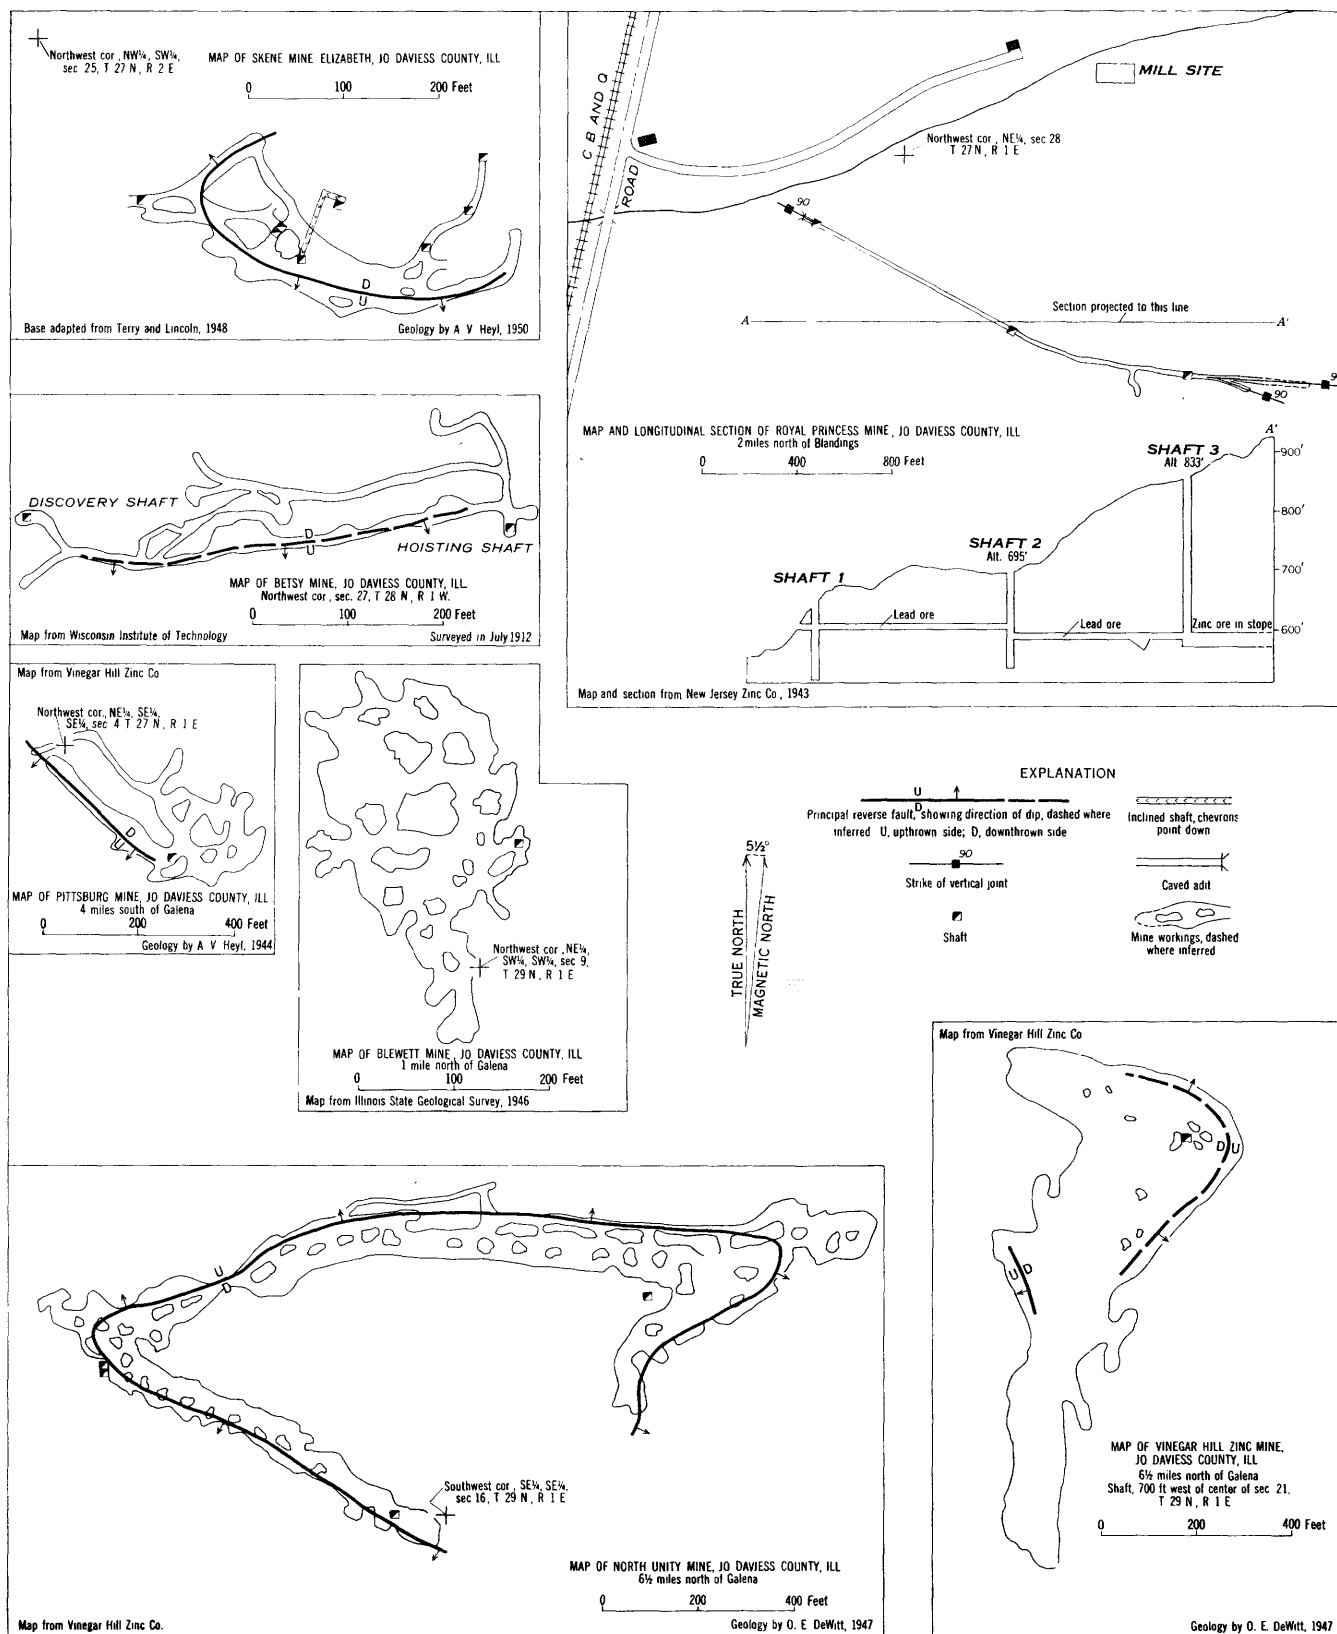 Northwest cor, NW¼, SW¼,
sec 25, T 27 N, R 2 E
MAP OF SKENE MINE ELIZABETH, JO DAVIESS COUNTY, ILL
0 100 200 Feet
D
U
Base adapted from Terry and Lincoln, 1948
Geology by A V Heyl, 1950
C B AND Q
ROAD
MILL SITE
Northwest cor, NE¼, sec 28
T 27 N, R 1 E
90
Section projected to this line
A
A'
90
MAP AND LONGITUDINAL SECTION OF ROYAL PRINCESS MINE, JO DAVIESS COUNTY, ILL
2 miles north of Blandings
0 400 800 Feet
A'
SHAFT 3
Alt 833'
900'
800'
SHAFT 2
Alt. 695'
700'
SHAFT 1
Lead ore
Lead ore
Zinc ore in stope
600'
Map and section from New Jersey Zinc Co, 1943
DISCOVERY SHAFT
D
U
HOISTING SHAFT
MAP OF BETSY MINE, JO DAVIESS COUNTY, ILL.
Northwest cor, sec. 27, T 28 N, R 1 W.
0 100 200 Feet
Map from Wisconsin Institute of Technology
Surveyed in July 1912
Map from Vinegar Hill Zinc Co
Northwest cor, NE¼, SE¼,
SE¼, sec 4 T 27 N, R 1 E
D
U
MAP OF PITTSBURG MINE, JO DAVIESS COUNTY, ILL
4 miles south of Galena
0 200 400 Feet
Geology by A V Heyl, 1944
Northwest cor, NE¼,
SW¼, SW¼, sec 9,
T 29 N, R 1 E
MAP OF BLEWETT MINE, JO DAVIESS COUNTY, ILL
1 mile north of Galena
0 100 200 Feet
Map from Illinois State Geological Survey, 1946
EXPLANATION
U
D
Principal reverse fault, showing direction of dip, dashed where
inferred U, upthrown side; D, downthrown side
90
Strike of vertical joint
Shaft
Inclined shaft, chevrons
point down
Caved adit
Mine workings, dashed
where inferred
5½°
TRUE NORTH
MAGNETIC NORTH
Map from Vinegar Hill Zinc Co
D U
U D
MAP OF VINEGAR HILL ZINC MINE,
JO DAVIESS COUNTY, ILL
6½ miles north of Galena
Shaft, 700 ft west of center of sec 21,
T 29 N, R 1 E
0 200 400 Feet
Geology by O. E. DeWitt, 1947
U
D
Southwest cor, SE¼, SE¼,
sec 16, T 29 N, R 1 E
MAP OF NORTH UNITY MINE, JO DAVIESS COUNTY, ILL
6½ miles north of Galena
0 200 400 Feet
Map from Vinegar Hill Zinc Co.
Geology by O. E DeWitt, 1947